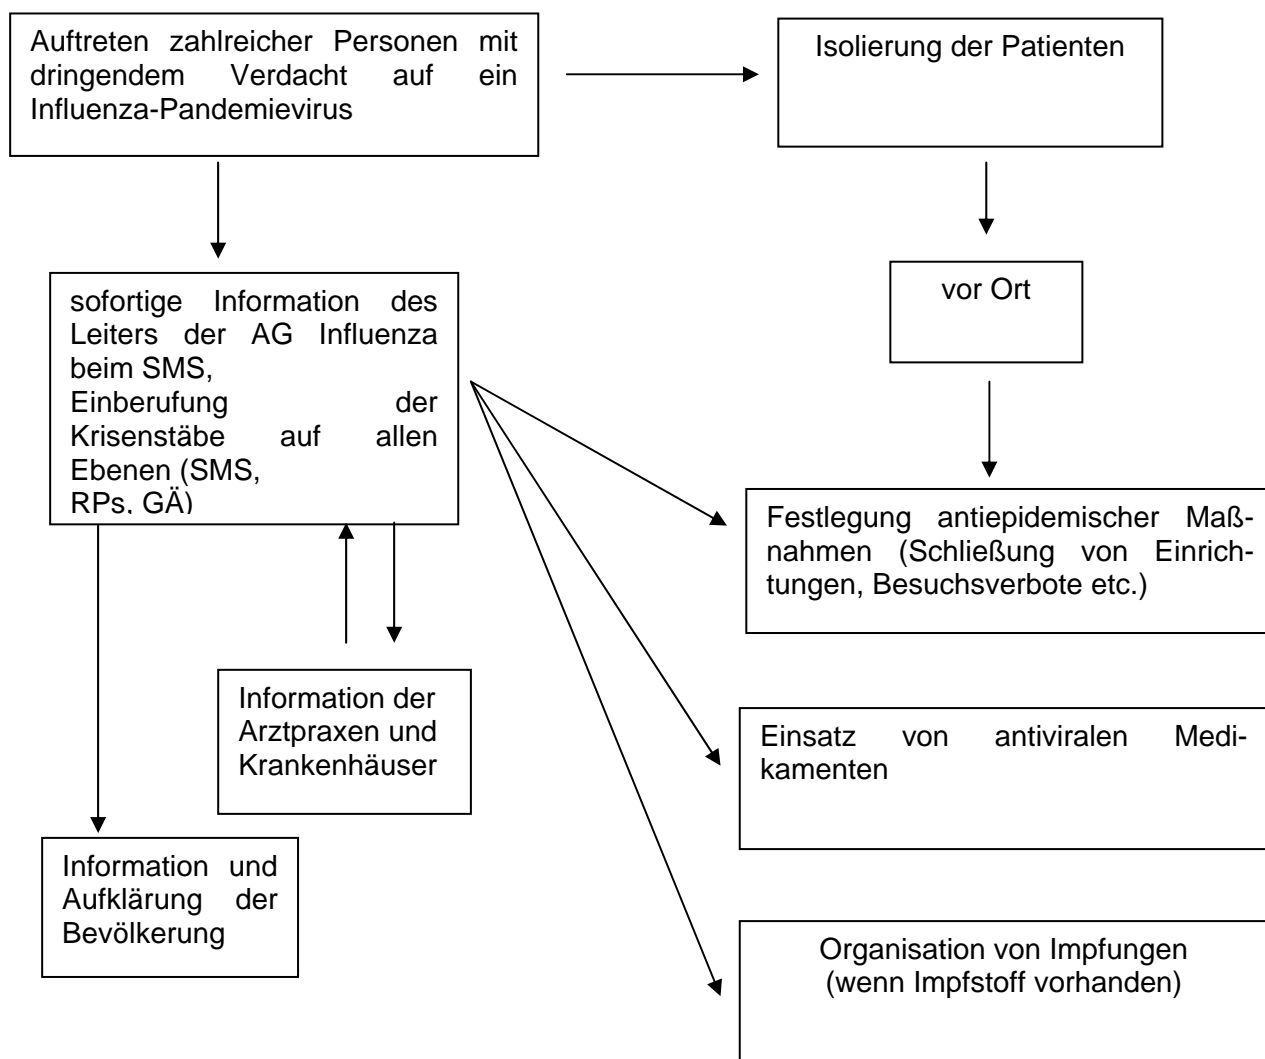 Auftreten zahlreicher Personen mit
dringendem Verdacht auf ein
Influenza-Pandemievirus
Isolierung der Patienten
sofortige Information des
Leiters der AG Influenza
beim SMS,
Einberufung der
Krisenstäbe auf allen
Ebenen (SMS,
RPs, GÄ)
vor Ort
Festlegung antiepidemischer Maß-
nahmen (Schließung von Einrich-
tungen, Besuchsverbote etc.)
Information der
Arztpraxen und
Krankenhäuser
Einsatz von antiviralen Medi-
kamenten
Information und
Aufklärung der
Bevölkerung
Organisation von Impfungen
(wenn Impfstoff vorhanden)